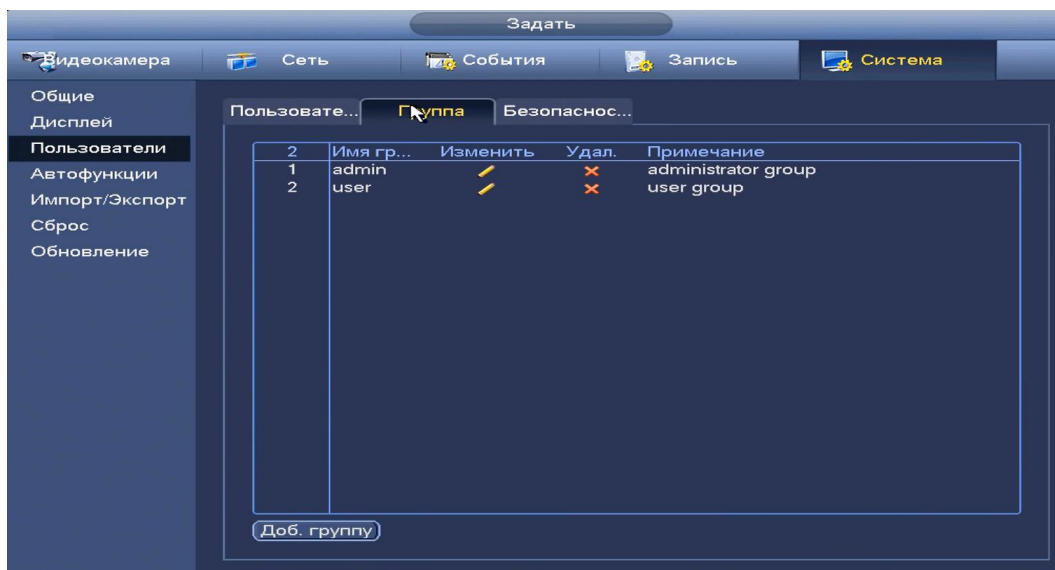 Задать
Видеокамера Сеть События Запись Система
Общие
Дисплей
Пользователи
Автофункции
Импорт/Экспорт
Сброс
Обновление
Пользовате... Группа Безопаснос...
2 Имя гр... Изменить Удал. Примечание
1 admin administrator group
2 user user group
Доб. группу